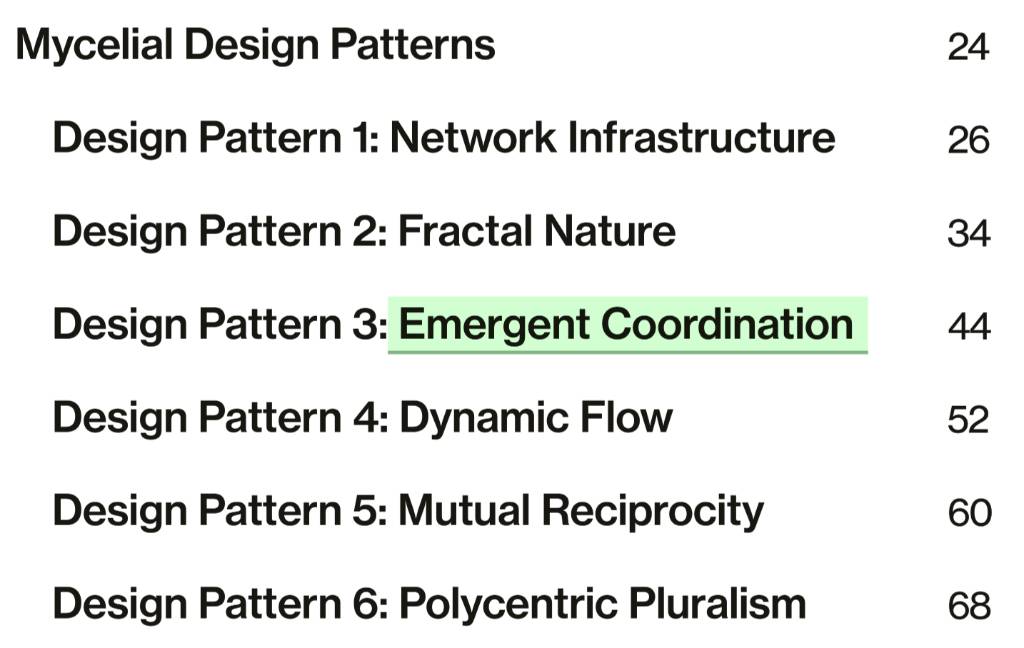 Mycelial Design Patterns 24
Design Pattern 1: Network Infrastructure 26
Design Pattern 2: Fractal Nature 34
Design Pattern 3: Emergent Coordination 44
Design Pattern 4: Dynamic Flow 52
Design Pattern 5: Mutual Reciprocity 60
Design Pattern 6: Polycentric Pluralism 68